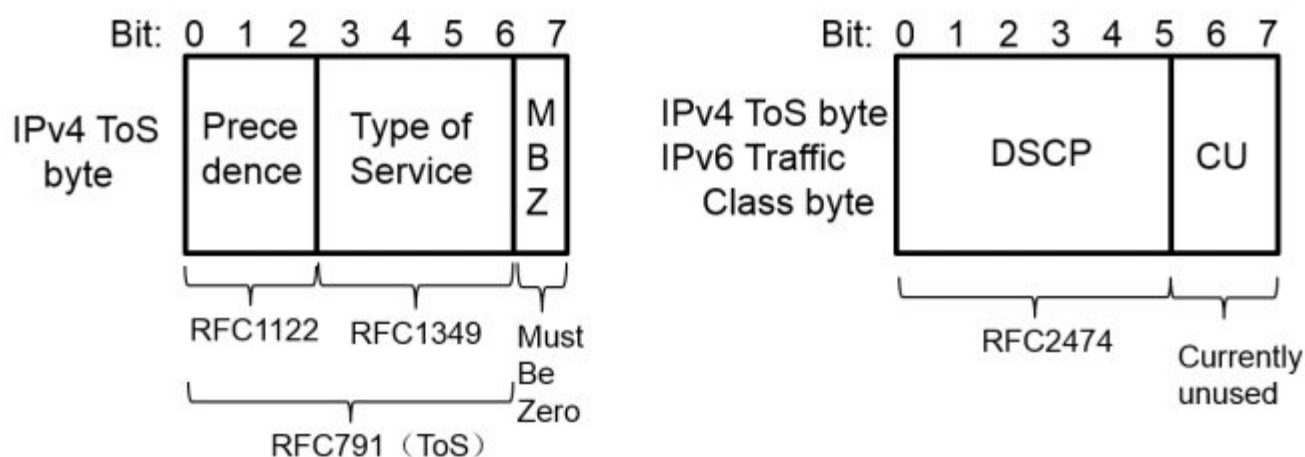 Bit: 0 1 2 3 4 5 6 7
IPv4 ToS
byte
Prece
dence
Type of
Service
M
B
Z
RFC1122
RFC1349
Must
Be
Zero
RFC791（ToS）
Bit: 0 1 2 3 4 5 6 7
IPv4 ToS byte
IPv6 Traffic
Class byte
DSCP
CU
RFC2474
Currently
unused